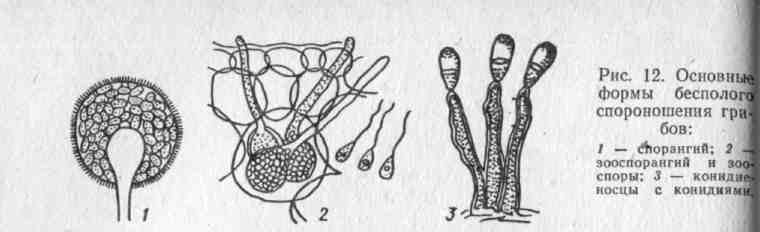 Рис. 12. Основные
формы бесполого
спороношения гри-
бов:
1 — спорангий; 2 —
зооспорангий и зоо-
споры; 3 — конидие-
носцы с конидиями.
1
2
3